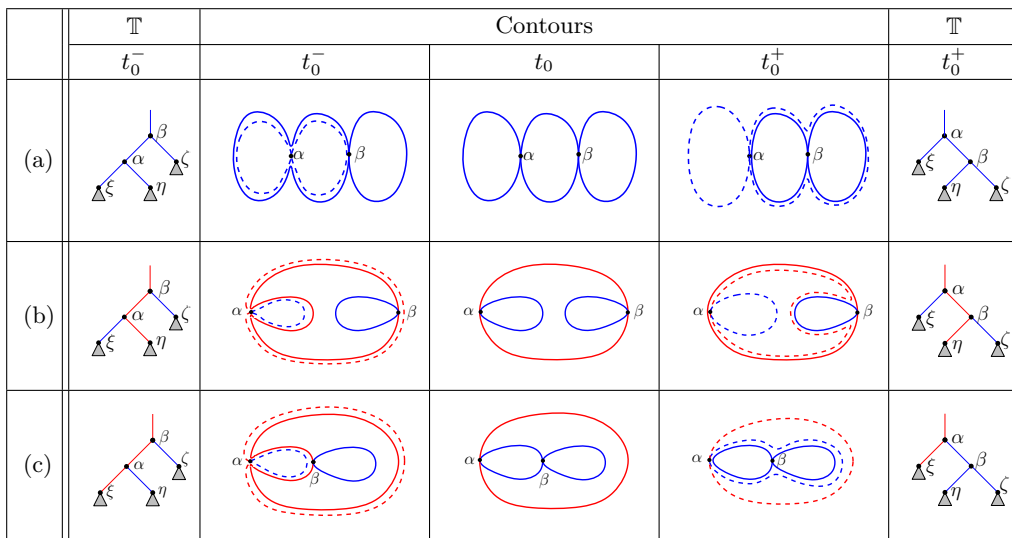 𝕋 Contours 𝕋
t₀⁻ t₀⁻ t₀ t₀⁺ t₀⁺
(a) β α ζ ξ η α β α β α β α ξ β η ζ
(b) β α ζ ξ η α β α β α β α ξ β η ζ
(c) β α ζ ξ η α β α β α β α ξ β η ζ